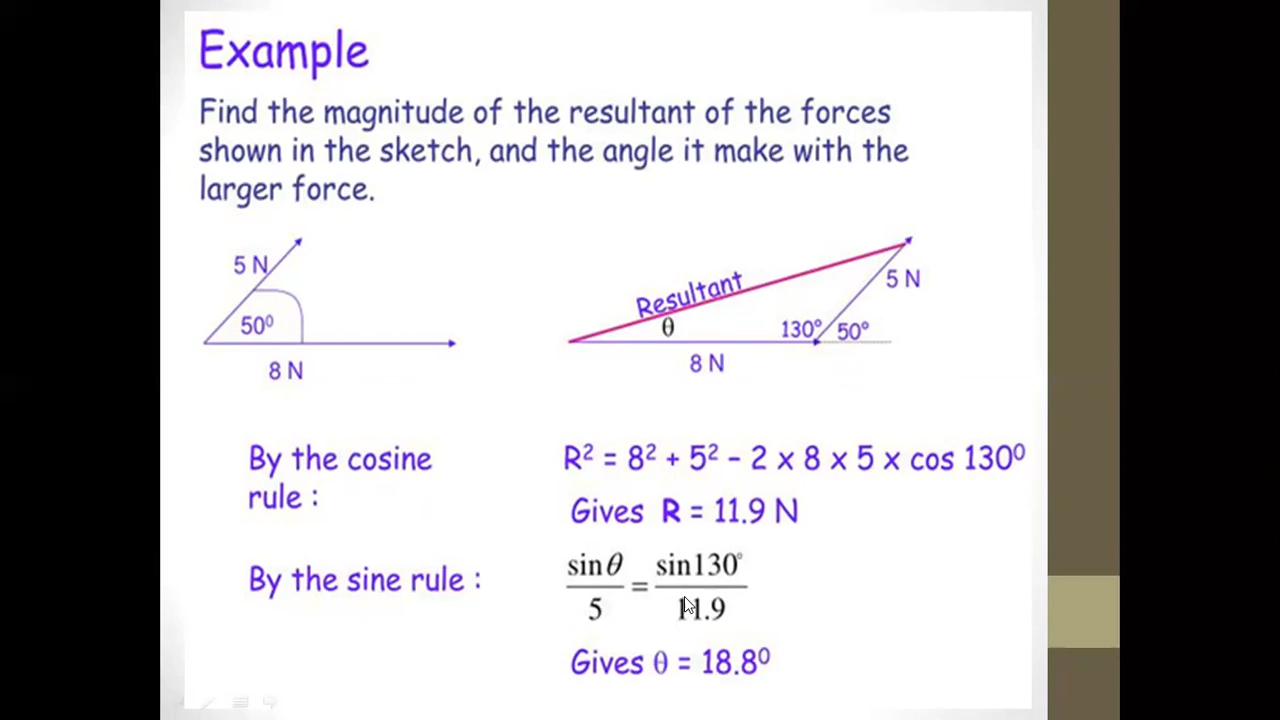 Example
Find the magnitude of the resultant of the forces
shown in the sketch, and the angle it make with the
larger force.
5 N
50⁰
8 N
Resultant
θ
130°
50°
5 N
8 N
By the cosine
rule :
R² = 8² + 5² – 2 x 8 x 5 x cos 130⁰
Gives R = 11.9 N
By the sine rule :
sinθ/5 = sin130°/11.9
Gives θ = 18.8⁰